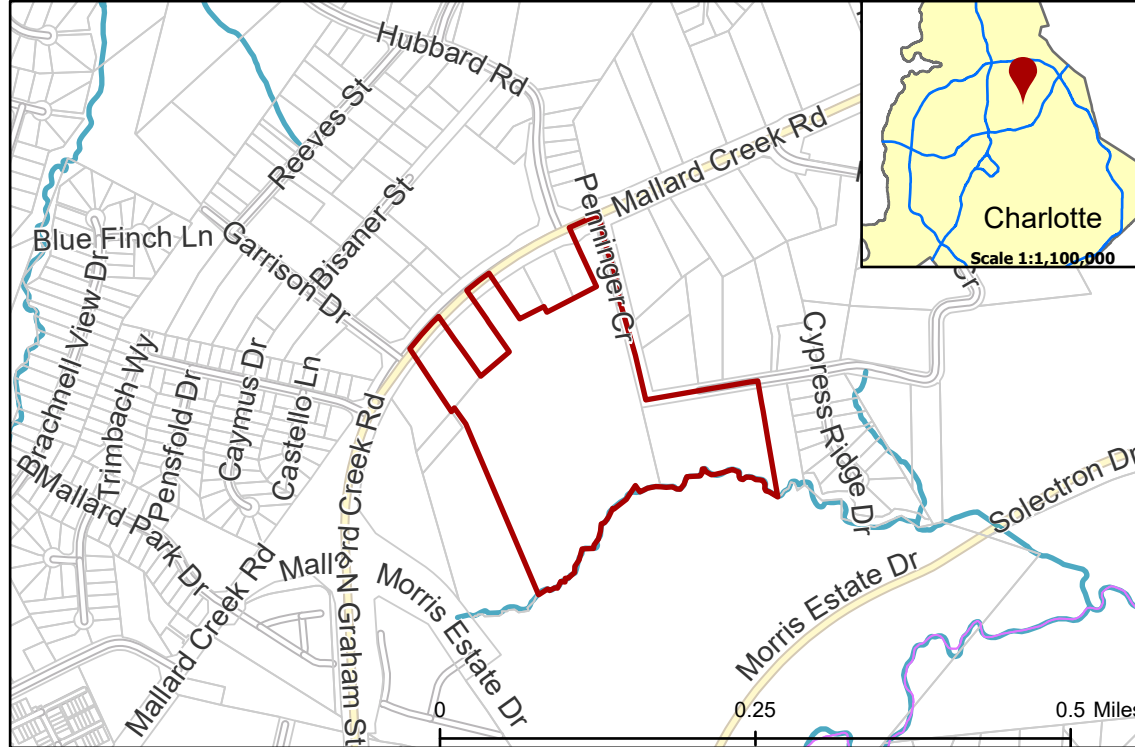 Hubbard Rd
Reeves St
Mallard Creek Rd
Penninger Cr
Bisaner St
Blue Finch Ln
Garrison Dr
Charlotte
Scale 1:1,100,000
Cr
Brachnell View Dr
Trimbach Wy
Pensfold Dr
Caymus Dr
Castello Ln
Cypress Ridge Dr
Mallard Creek Rd
Mallard Park Dr
Solectron Dr
Morris Estate Dr
Mallard Creek Rd
N Graham St
Morris Estate Dr
0
0.25
0.5 Miles